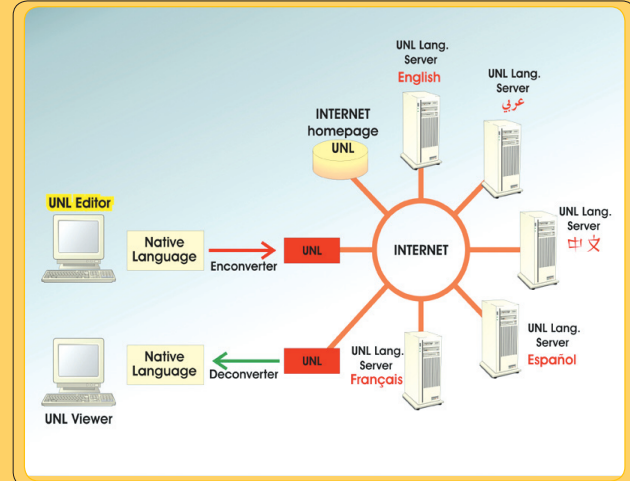 UNL Lang.
Server
English
UNL Lang.
Server
عربي
INTERNET
homepage
UNL
UNL Editor
Native
Language
Enconverter
UNL
INTERNET
UNL Lang.
Server
中文
UNL Lang.
Server
Español
UNL Lang.
Server
Français
UNL
Deconverter
Native
Language
UNL Viewer